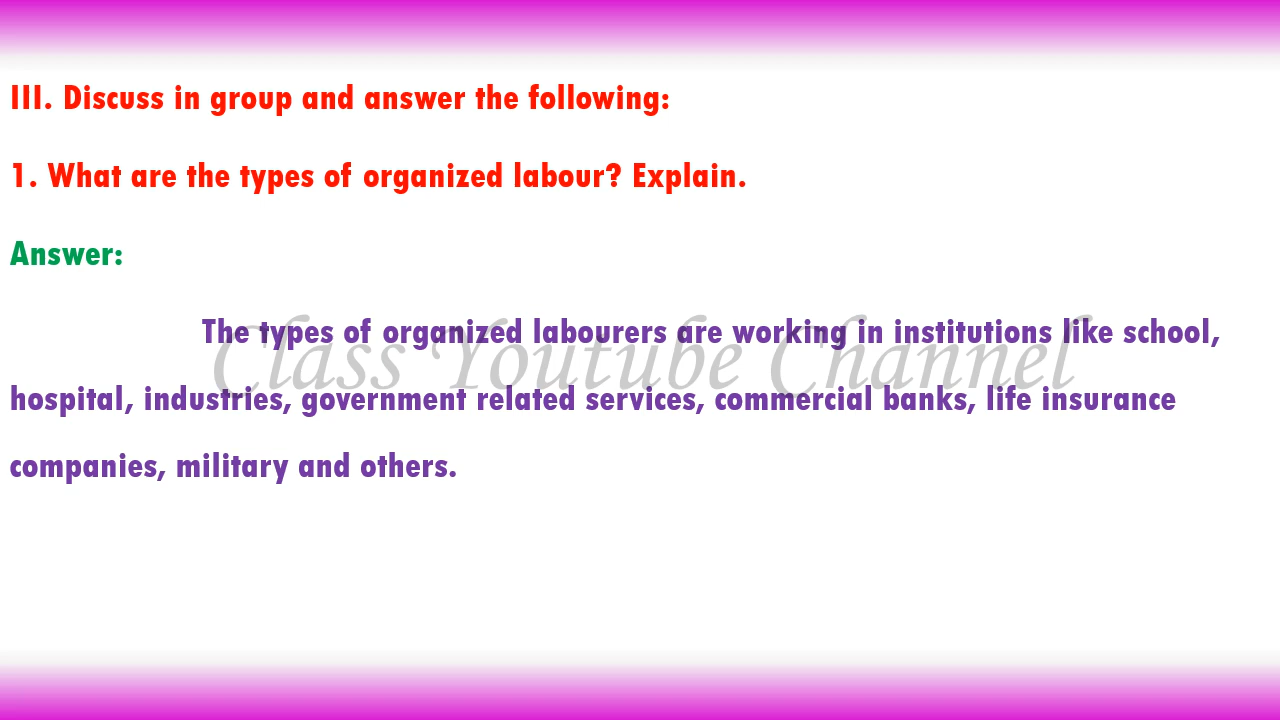 III. Discuss in group and answer the following:
1. What are the types of organized labour? Explain.
Answer:
The types of organized labourers are working in institutions like school,
Class Youtube Channel
hospital, industries, government related services, commercial banks, life insurance
companies, military and others.